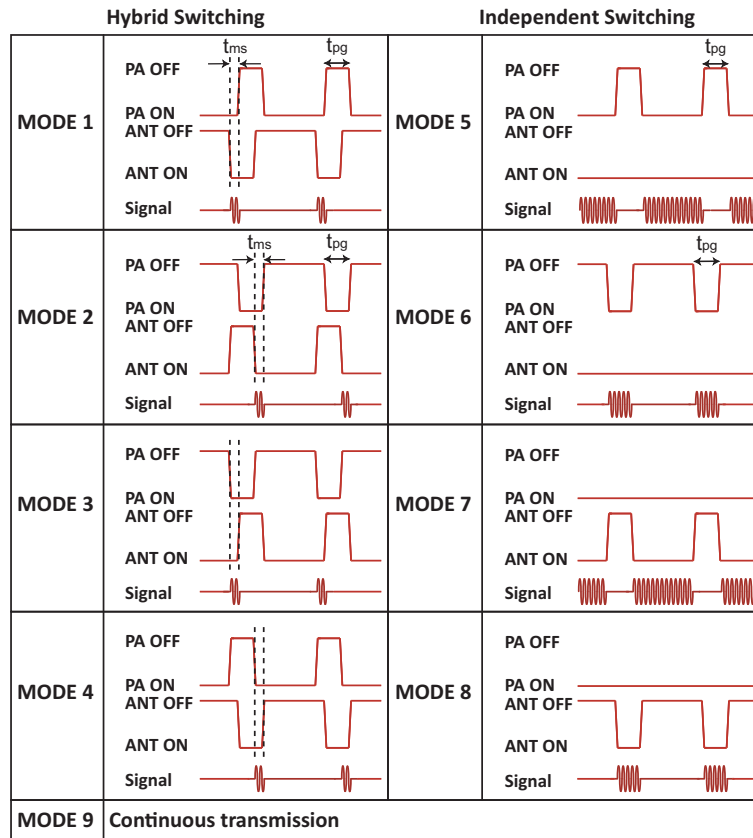 Hybrid Switching
Independent Switching
MODE 1
tms
tpg
PA OFF
PA ON
ANT OFF
ANT ON
Signal
MODE 5
tpg
PA OFF
PA ON
ANT OFF
ANT ON
Signal
MODE 2
tms
tpg
PA OFF
PA ON
ANT OFF
ANT ON
Signal
MODE 6
tpg
PA OFF
PA ON
ANT OFF
ANT ON
Signal
MODE 3
PA OFF
PA ON
ANT OFF
ANT ON
Signal
MODE 7
PA OFF
PA ON
ANT OFF
ANT ON
Signal
MODE 4
PA OFF
PA ON
ANT OFF
ANT ON
Signal
MODE 8
PA OFF
PA ON
ANT OFF
ANT ON
Signal
MODE 9
Continuous transmission